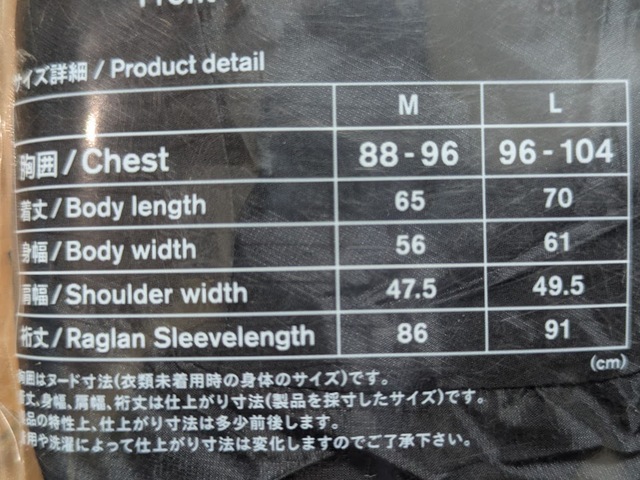 Front
サイズ詳細 / Product detail
M L
胸囲 / Chest 88 - 96 96 - 104
着丈 / Body length 65 70
身幅 / Body width 56 61
肩幅 / Shoulder width 47.5 49.5
裄丈 / Raglan Sleevelength 86 91
(cm)
胸囲はヌード寸法(衣類未着用時の身体のサイズ)です。
着丈、身幅、肩幅、裄丈は仕上がり寸法(製品を採寸したサイズ)です。
製品の特性上、仕上がり寸法は多少前後します。
着用や洗濯によって仕上がり寸法は変化しますのでご了承下さい。